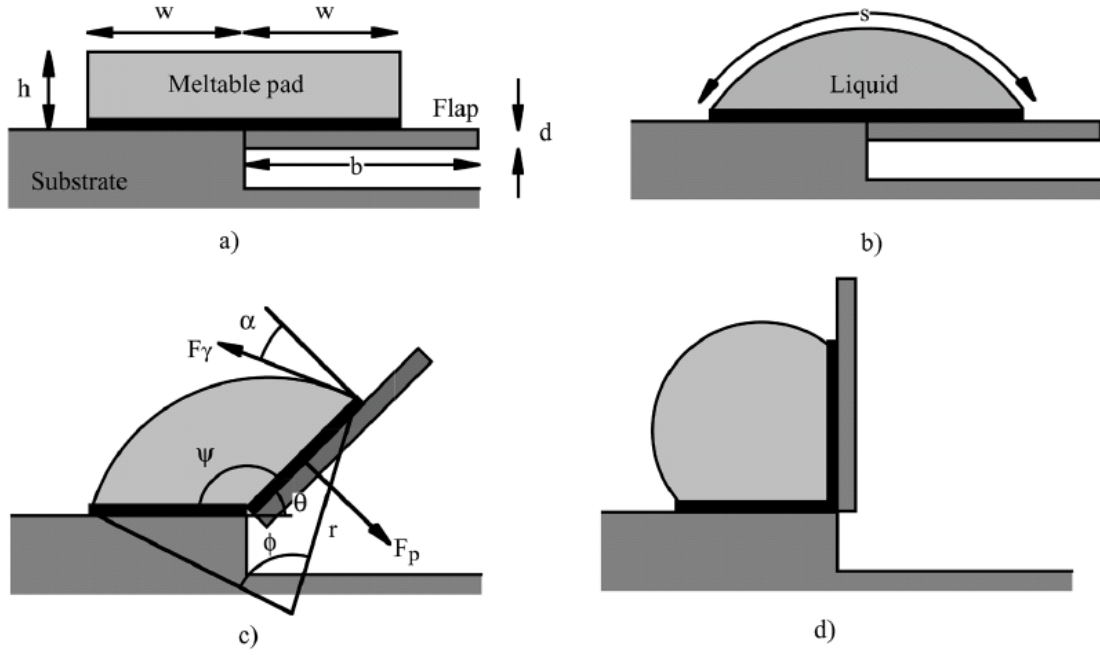 w w
h
Meltable pad
Flap
d
b
Substrate
a)
s
Liquid
b)
α
Fγ
ψ
θ
r
ϕ
Fp
c)
d)